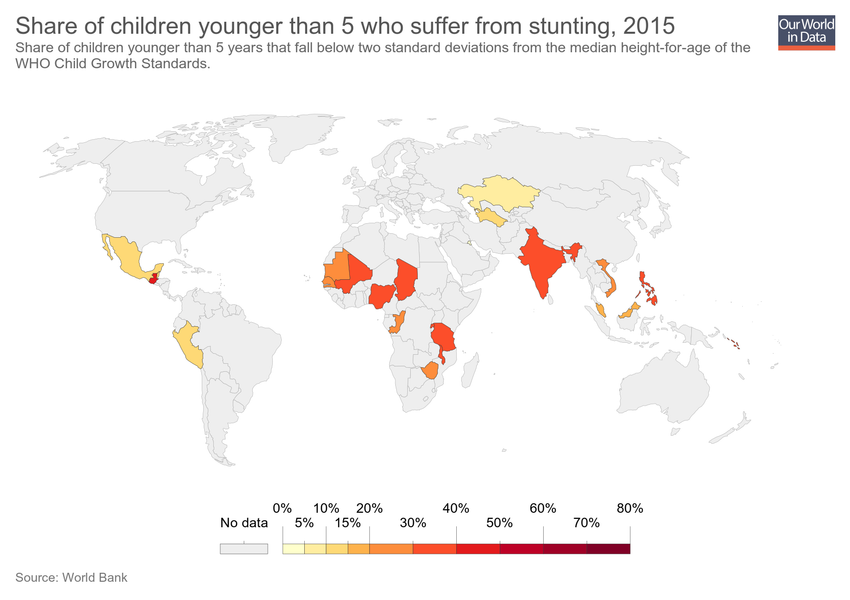 Share of children younger than 5 who suffer from stunting, 2015
Share of children younger than 5 years that fall below two standard deviations from the median height-for-age of the
WHO Child Growth Standards.
Our World
in Data
0% 10% 20% 40% 60% 80%
No data 5% 15% 30% 50% 70%
Source: World Bank